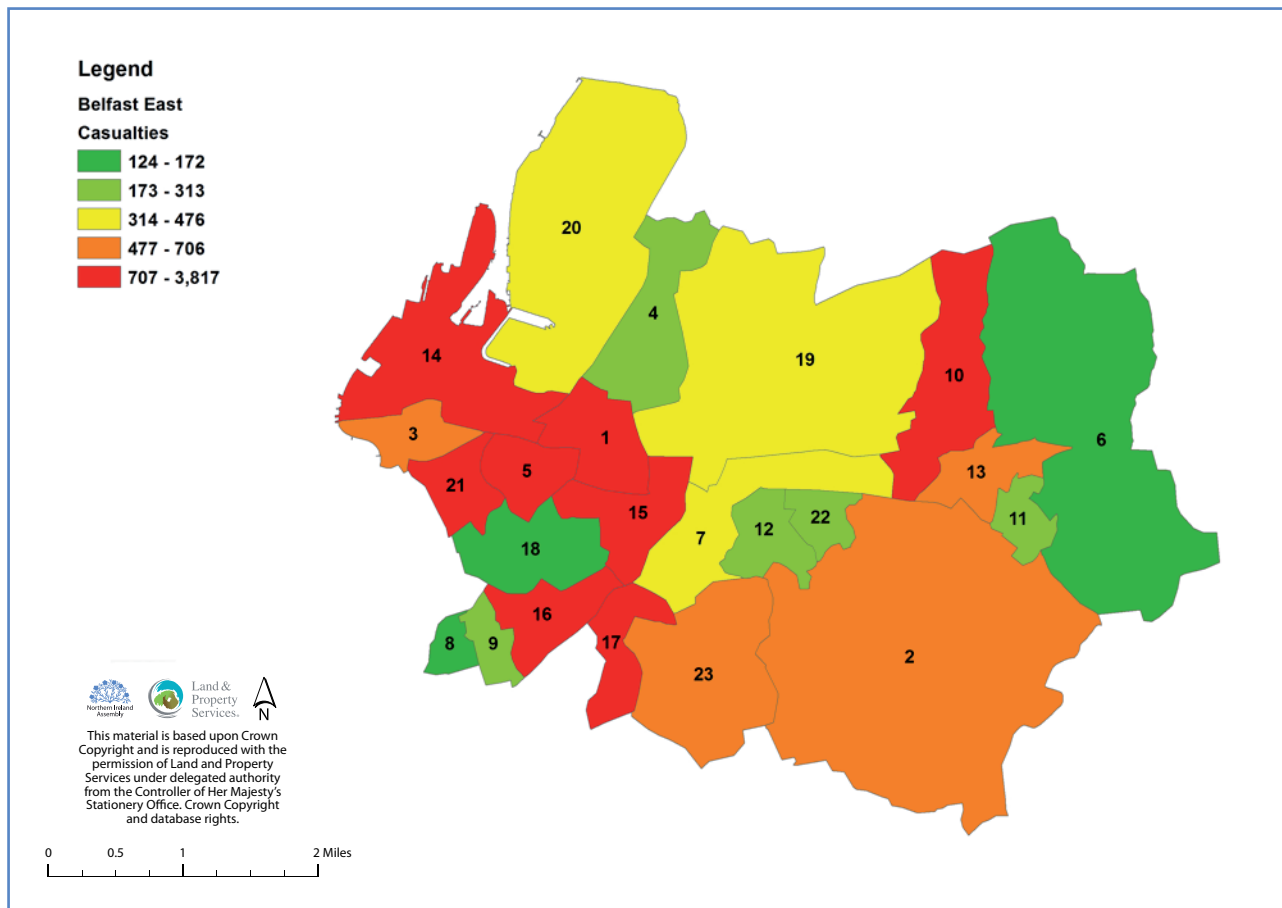 Legend
Belfast East
Casualties
124 - 172
173 - 313
314 - 476
477 - 706
707 - 3,817
20
4
19
14
10
3
1
6
5
13
21
15
11
22
12
7
18
16
17
8
9
2
23
Northern Ireland
Assembly
Land &
Property
Services.
N
This material is based upon Crown
Copyright and is reproduced with the
permission of Land and Property
Services under delegated authority
from the Controller of Her Majesty's
Stationery Office. Crown Copyright
and database rights.
0 0.5 1 2 Miles